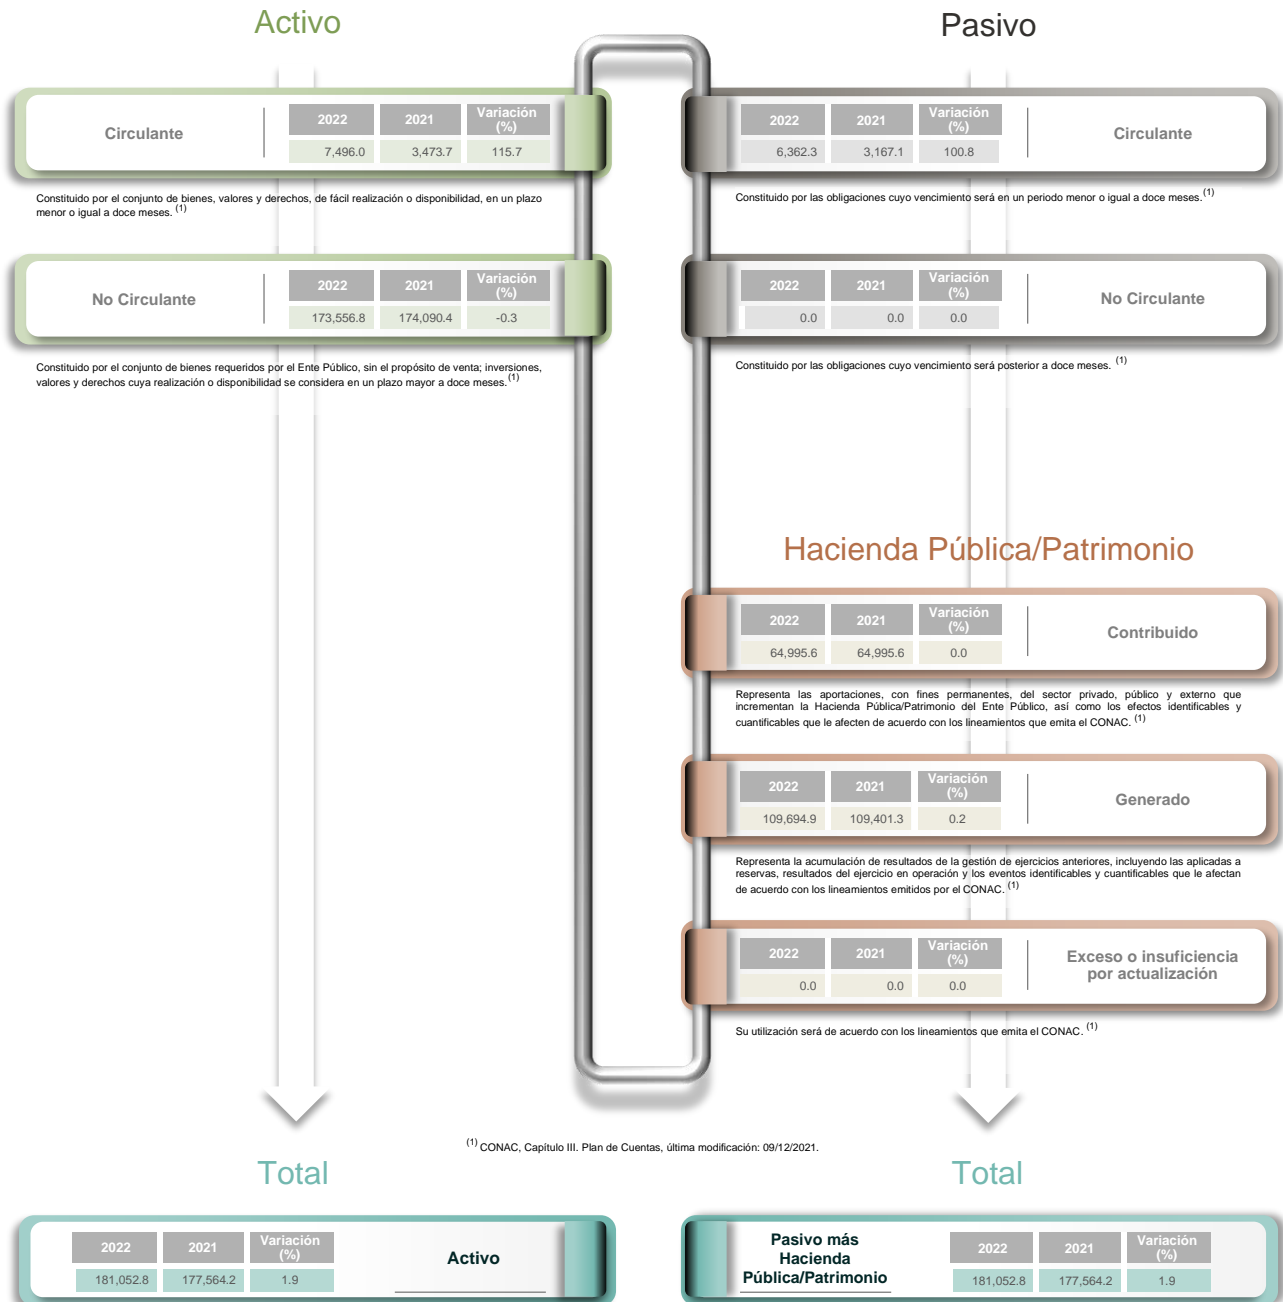 Activo
Circulante
2022 2021 Variación (%)
7,496.0 3,473.7 115.7
Constituido por el conjunto de bienes, valores y derechos, de fácil realización o disponibilidad, en un plazo
menor o igual a doce meses. (1)
No Circulante
2022 2021 Variación (%)
173,556.8 174,090.4 -0.3
Constituido por el conjunto de bienes requeridos por el Ente Público, sin el propósito de venta; inversiones,
valores y derechos cuya realización o disponibilidad se considera en un plazo mayor a doce meses. (1)
Pasivo
2022 2021 Variación (%)
6,362.3 3,167.1 100.8
Circulante
Constituido por las obligaciones cuyo vencimiento será en un periodo menor o igual a doce meses. (1)
2022 2021 Variación (%)
0.0 0.0 0.0
No Circulante
Constituido por las obligaciones cuyo vencimiento será posterior a doce meses. (1)
Hacienda Pública/Patrimonio
2022 2021 Variación (%)
64,995.6 64,995.6 0.0
Contribuido
Representa las aportaciones, con fines permanentes, del sector privado, público y externo que
incrementan la Hacienda Pública/Patrimonio del Ente Público, así como los efectos identificables y
cuantificables que le afecten de acuerdo con los lineamientos que emita el CONAC. (1)
2022 2021 Variación (%)
109,694.9 109,401.3 0.2
Generado
Representa la acumulación de resultados de la gestión de ejercicios anteriores, incluyendo las aplicadas a
reservas, resultados del ejercicio en operación y los eventos identificables y cuantificables que le afectan
de acuerdo con los lineamientos emitidos por el CONAC. (1)
2022 2021 Variación (%)
0.0 0.0 0.0
Exceso o insuficiencia
por actualización
Su utilización será de acuerdo con los lineamientos que emita el CONAC. (1)
(1) CONAC, Capítulo III. Plan de Cuentas, última modificación: 09/12/2021.
Total
2022 2021 Variación (%)
181,052.8 177,564.2 1.9
Activo
Total
Pasivo más
Hacienda
Pública/Patrimonio
2022 2021 Variación (%)
181,052.8 177,564.2 1.9